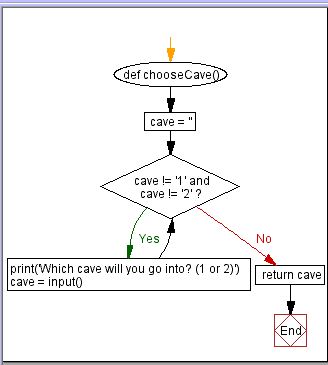 def chooseCave()
cave = ''
cave != '1' and
cave != '2' ?
Yes
No
print('Which cave will you go into? (1 or 2)')
cave = input()
return cave
End